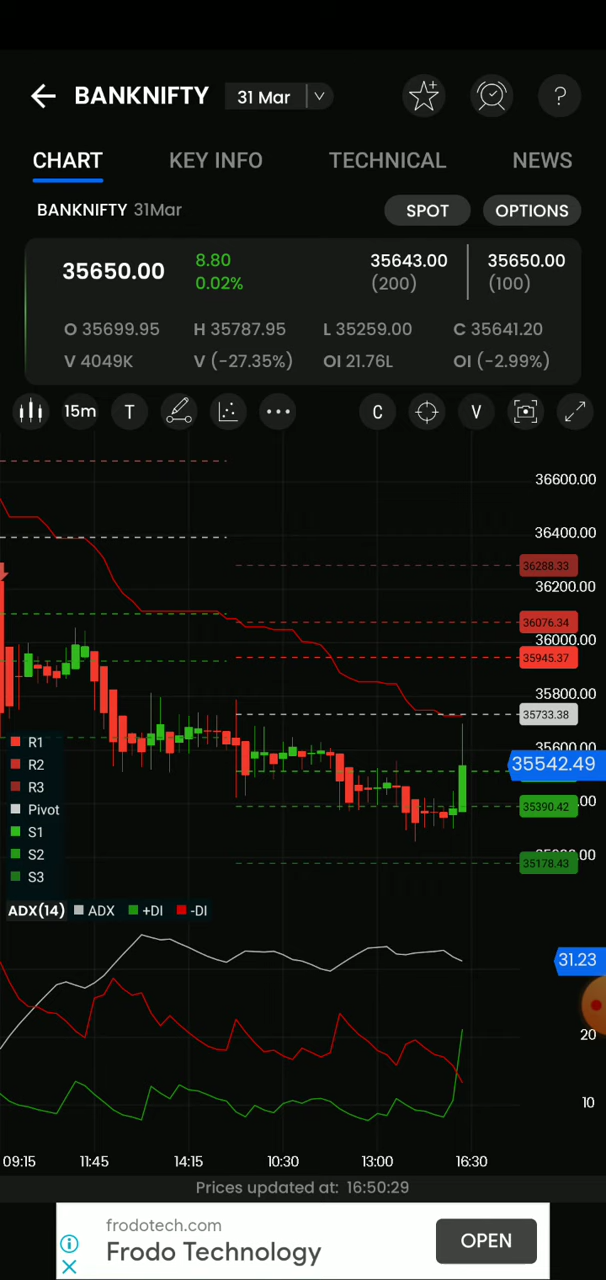 BANKNIFTY 31 Mar
CHART KEY INFO TECHNICAL NEWS
BANKNIFTY 31Mar SPOT OPTIONS
35650.00 8.80 0.02% 35643.00 (200) 35650.00 (100)
O 35699.95 H 35787.95 L 35259.00 C 35641.20
V 4049K V (-27.35%) OI 21.76L OI (-2.99%)
15m T C V
36600.00
36400.00
36288.33
36200.00
36076.34
36000.00
35945.37
35800.00
35733.38
35600.00
35542.49
35390.42
35178.43
R1
R2
R3
Pivot
S1
S2
S3
ADX(14) ADX +DI -DI
31.23
20
10
09:15 11:45 14:15 10:30 13:00 16:30
Prices updated at: 16:50:29
frodotech.com
Frodo Technology
OPEN